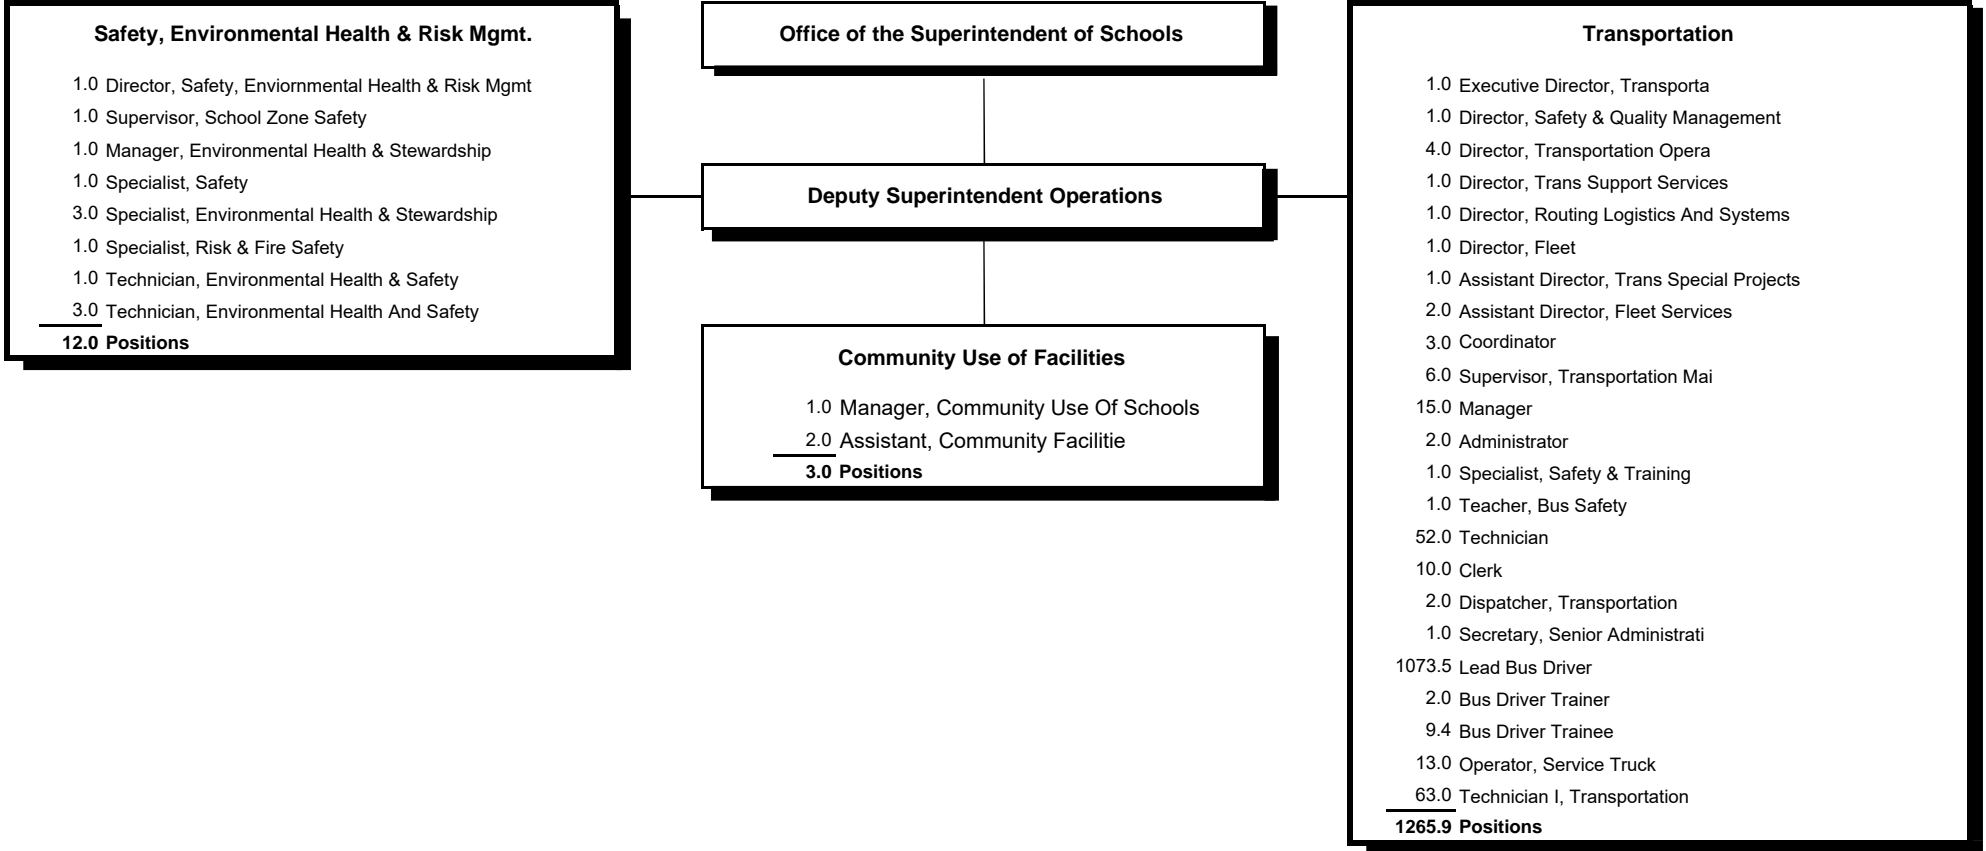 Safety, Environmental Health & Risk Mgmt.
1.0 Director, Safety, Enviornmental Health & Risk Mgmt
1.0 Supervisor, School Zone Safety
1.0 Manager, Environmental Health & Stewardship
1.0 Specialist, Safety
3.0 Specialist, Environmental Health & Stewardship
1.0 Specialist, Risk & Fire Safety
1.0 Technician, Environmental Health & Safety
3.0 Technician, Environmental Health And Safety
12.0 Positions
Office of the Superintendent of Schools
Deputy Superintendent Operations
Community Use of Facilities
1.0 Manager, Community Use Of Schools
2.0 Assistant, Community Facilitie
3.0 Positions
Transportation
1.0 Executive Director, Transporta
1.0 Director, Safety & Quality Management
4.0 Director, Transportation Opera
1.0 Director, Trans Support Services
1.0 Director, Routing Logistics And Systems
1.0 Director, Fleet
1.0 Assistant Director, Trans Special Projects
2.0 Assistant Director, Fleet Services
3.0 Coordinator
6.0 Supervisor, Transportation Mai
15.0 Manager
2.0 Administrator
1.0 Specialist, Safety & Training
1.0 Teacher, Bus Safety
52.0 Technician
10.0 Clerk
2.0 Dispatcher, Transportation
1.0 Secretary, Senior Administrati
1073.5 Lead Bus Driver
2.0 Bus Driver Trainer
9.4 Bus Driver Trainee
13.0 Operator, Service Truck
63.0 Technician I, Transportation
1265.9 Positions